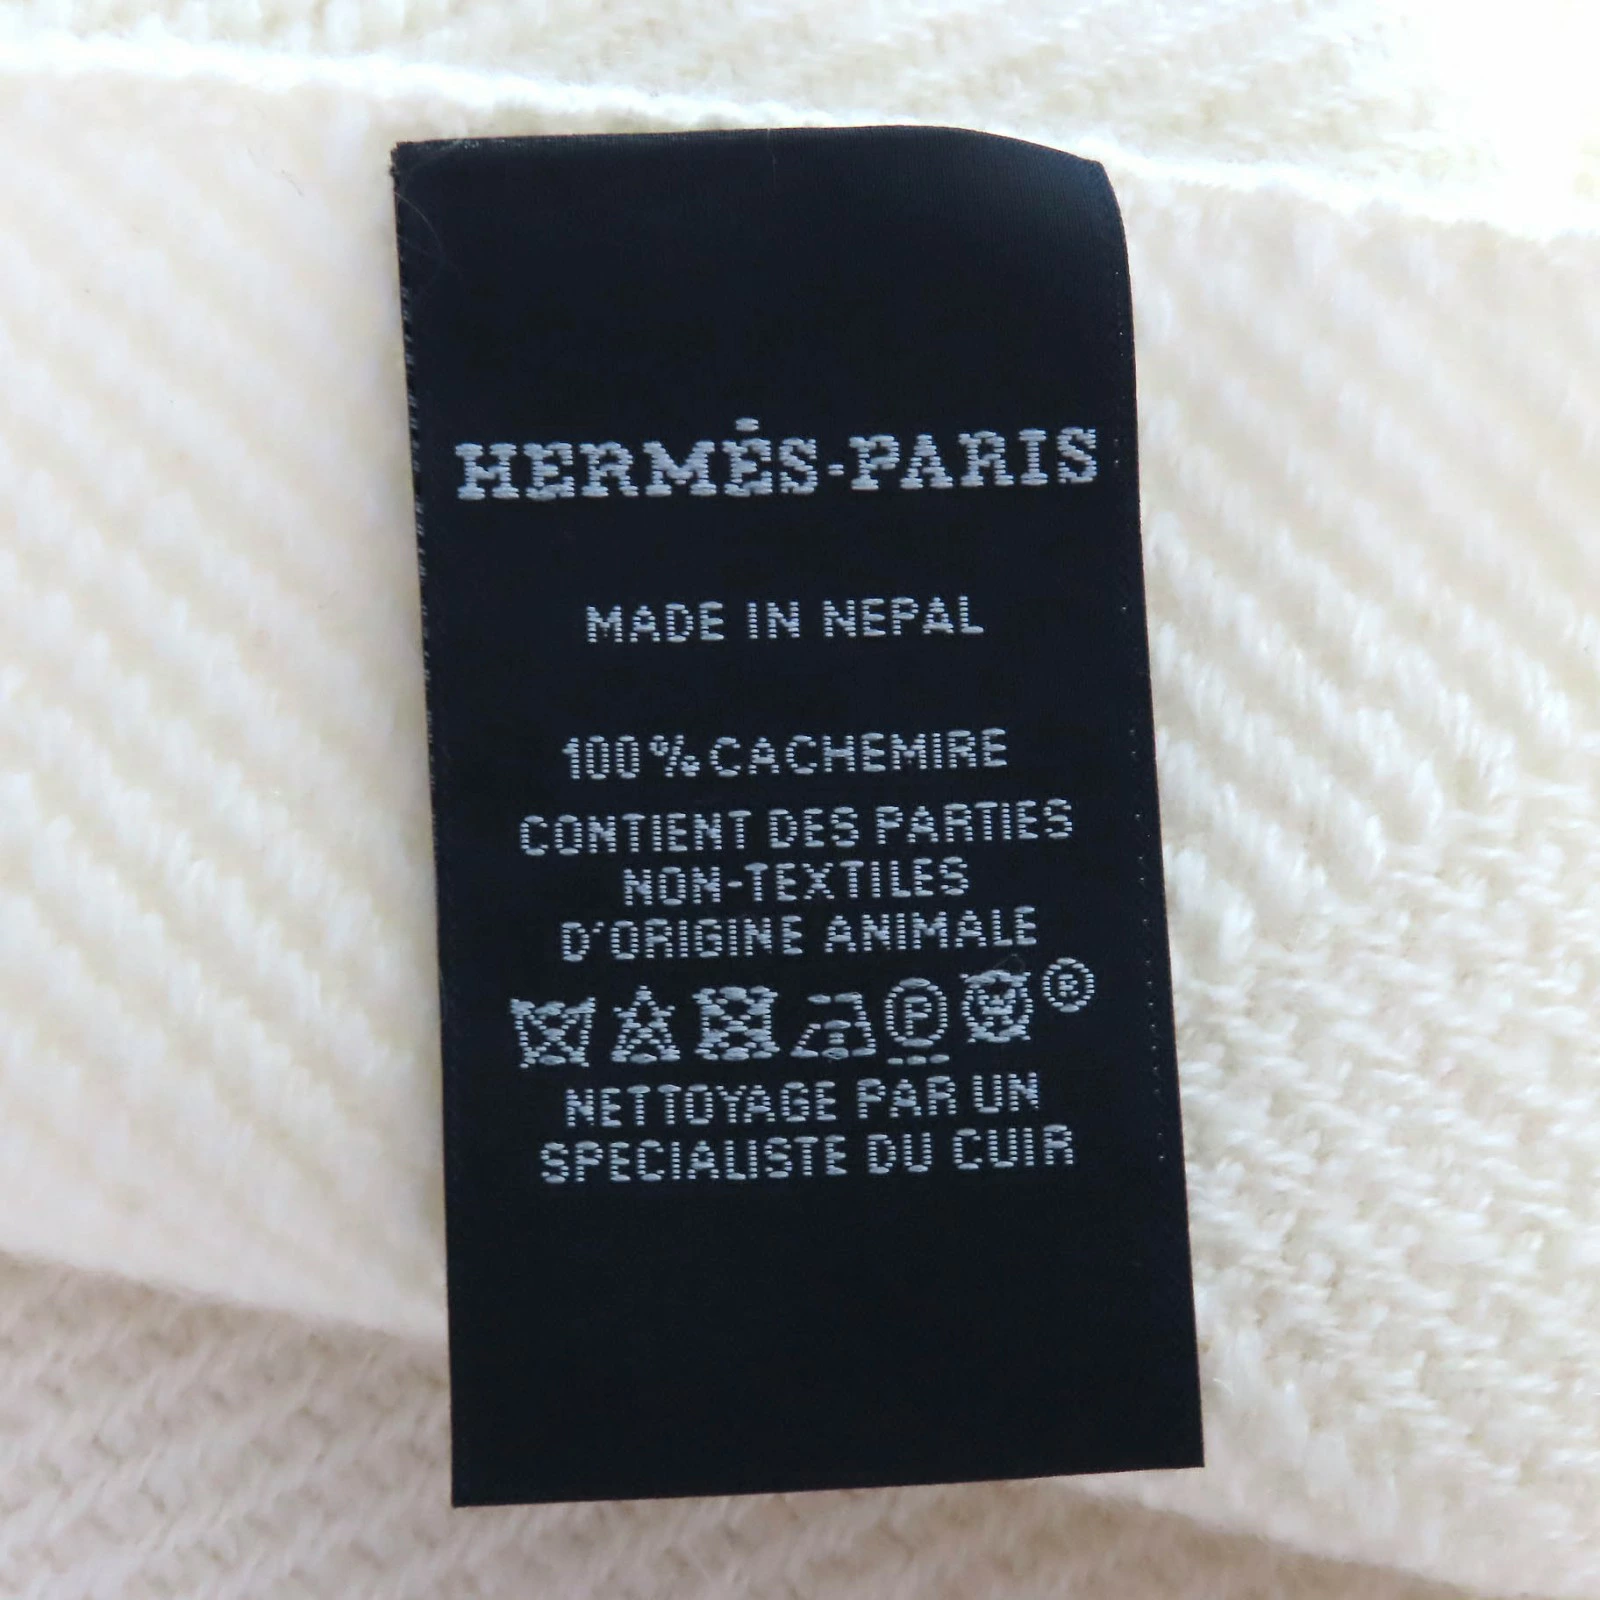 HERMÈS-PARIS
MADE IN NEPAL
100% CACHEMIRE
CONTIENT DES PARTIES
NON-TEXTILES
D'ORIGINE ANIMALE
P W ®
NETTOYAGE PAR UN
SPECIALISTE DU CUIR